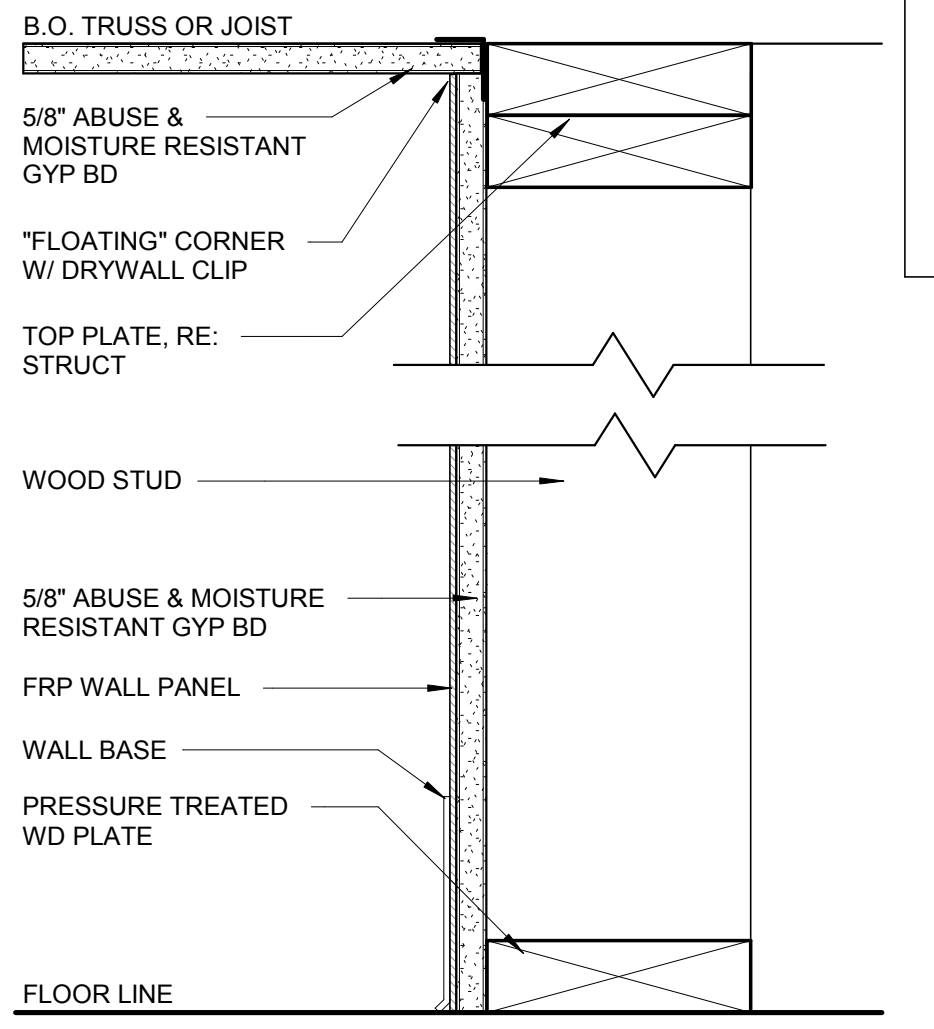 B.O. TRUSS OR JOIST
5/8" ABUSE &
MOISTURE RESISTANT
GYP BD
"FLOATING" CORNER
W/ DRYWALL CLIP
TOP PLATE, RE:
STRUCT
WOOD STUD
5/8" ABUSE & MOISTURE
RESISTANT GYP BD
FRP WALL PANEL
WALL BASE
PRESSURE TREATED
WD PLATE
FLOOR LINE